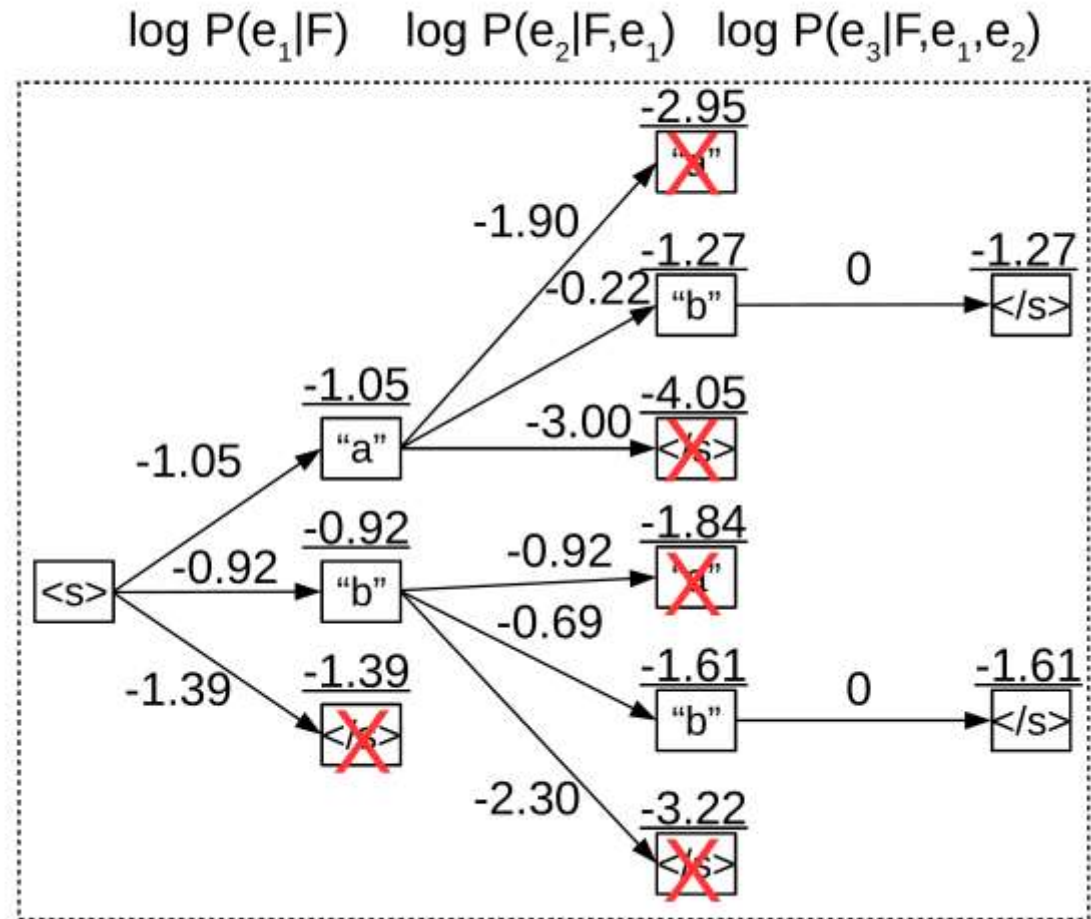 log P(e₁|F) log P(e₂|F,e₁) log P(e₃|F,e₁,e₂)
-2.95
“a”
-1.90
-1.27 0 -1.27
-0.22 “b” </s>
-1.05 -4.05
-3.00
“a” </s>
-1.05
-0.92 -1.84
-0.92
<s> -0.92 “b” “a”
-0.69
-1.39 -1.39 -1.61 0 -1.61
</s> “b” </s>
-2.30 -3.22
</s>